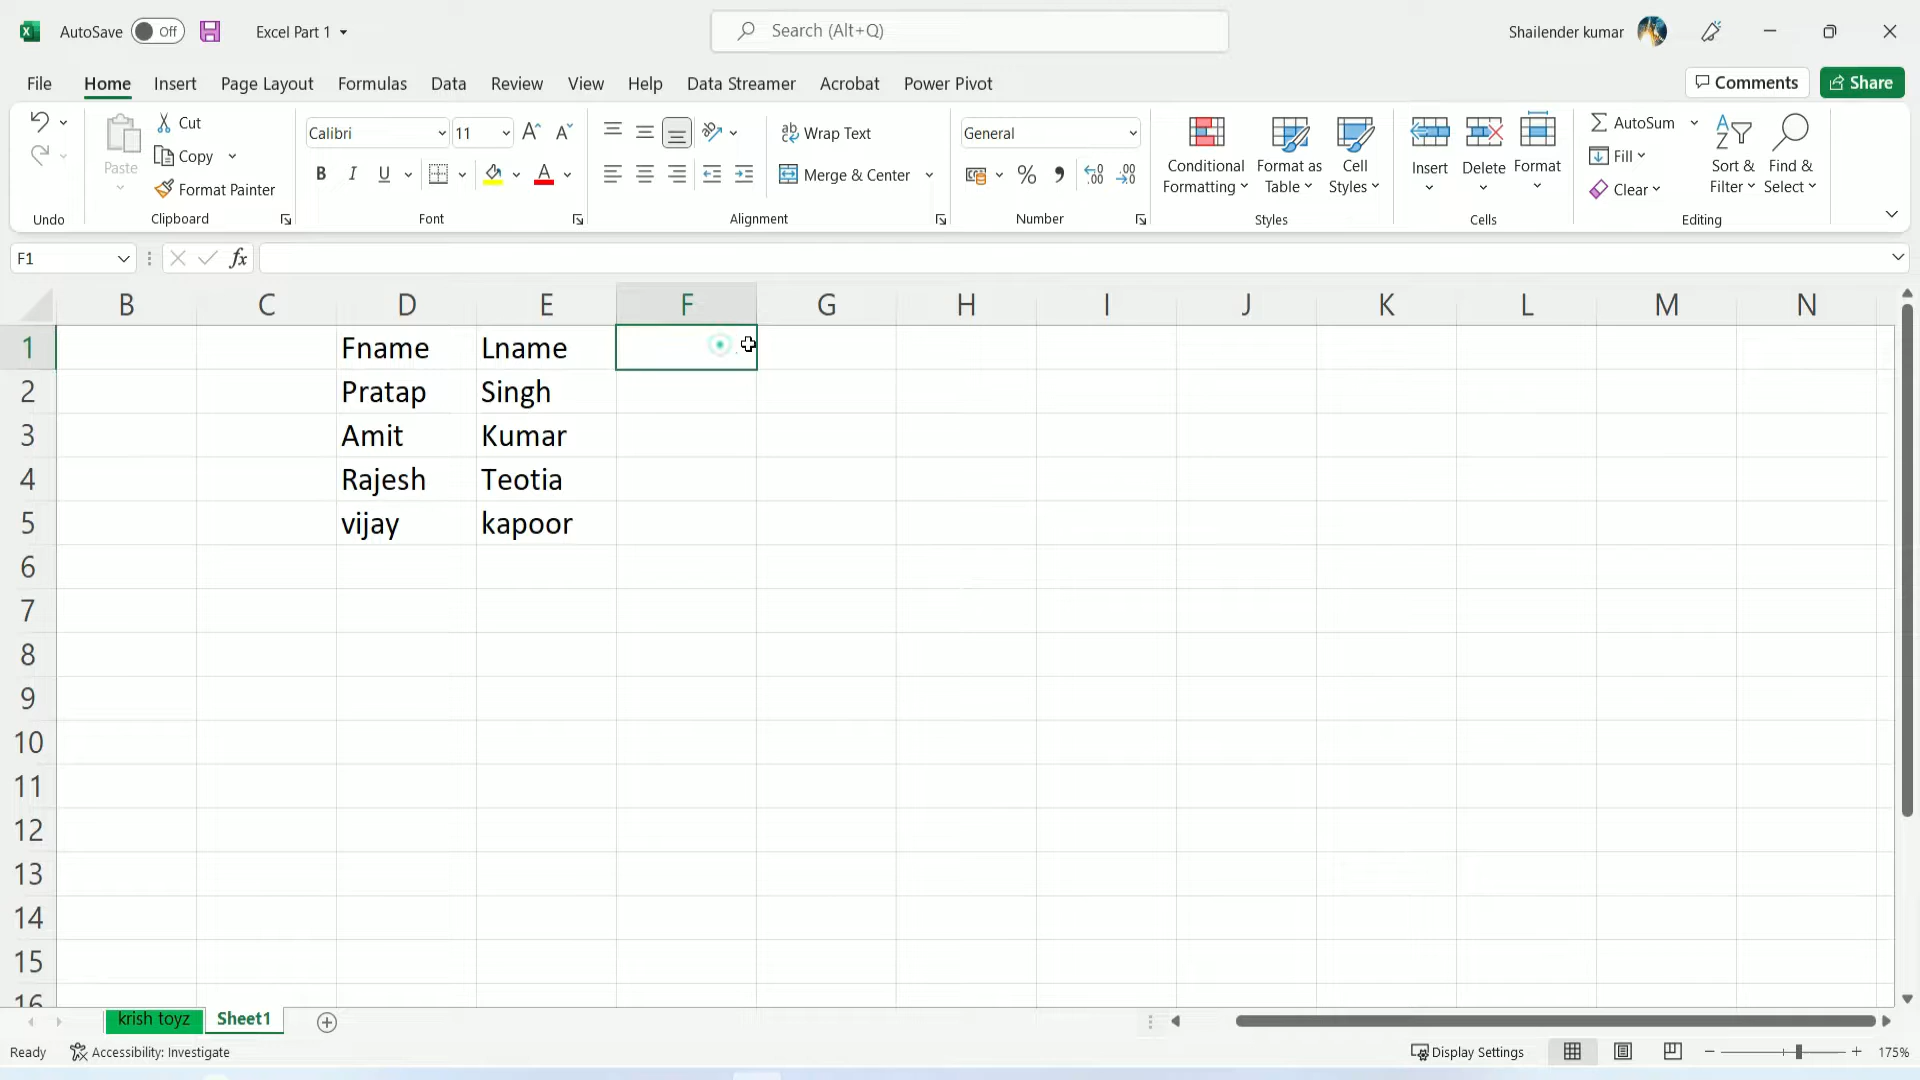 AutoSave Off Excel Part 1 Search (Alt+Q) Shailender kumar
File Home Insert Page Layout Formulas Data Review View Help Data Streamer Acrobat Power Pivot Comments Share
Paste Cut Copy Format Painter
Calibri 11 B I U A
Wrap Text Merge & Center
General % 9
Conditional Formatting Format as Table Cell Styles
Insert Delete Format
AutoSum Fill Clear Sort & Filter Find & Select
Undo Clipboard Font Alignment Number Styles Cells Editing
F1 fx
B C D E F G H I J K L M N
1 Fname Lname
2 Pratap Singh
3 Amit Kumar
4 Rajesh Teotia
5 vijay kapoor
6
7
8
9
10
11
12
13
14
15
16
krish toyz Sheet1
Ready Accessibility: Investigate Display Settings 175%